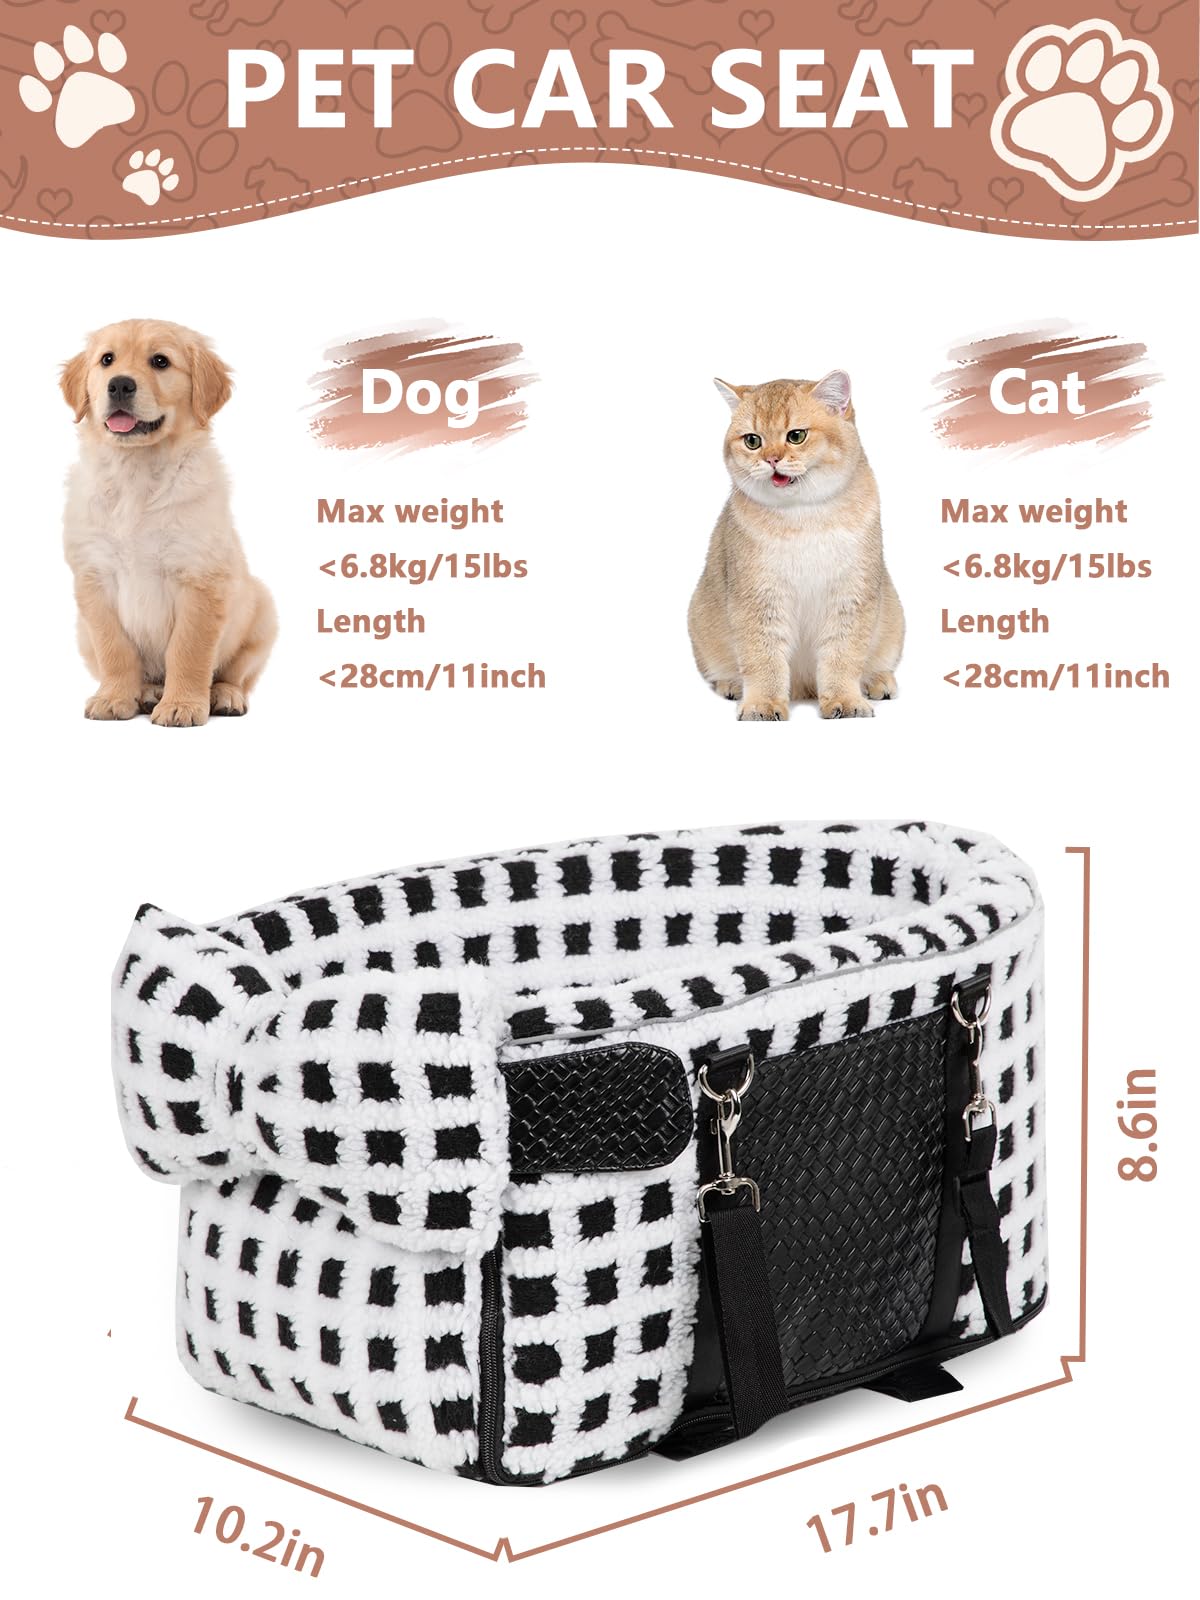 PET CAR SEAT
Dog
Max weight
<6.8kg/15lbs
Length
<28cm/11inch
Cat
Max weight
<6.8kg/15lbs
Length
<28cm/11inch
8.6in
10.2in
17.7in